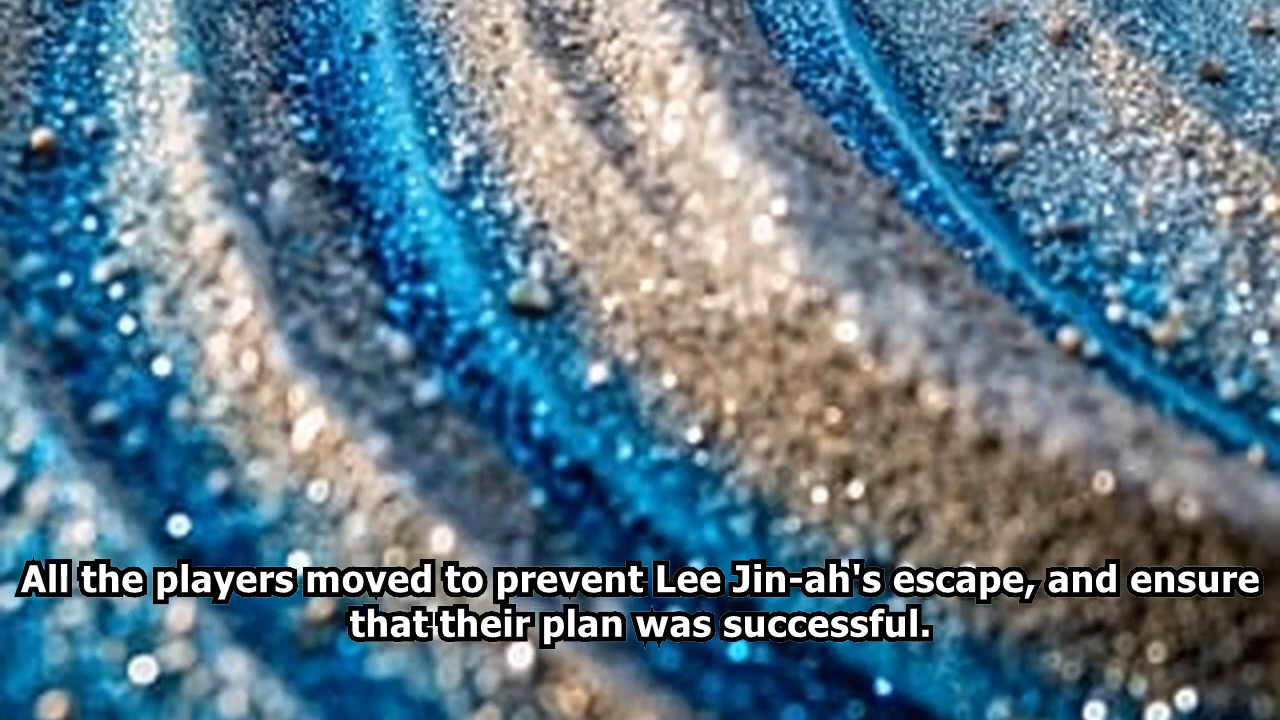 All the players moved to prevent Lee Jin-ah's escape, and ensure
that their plan was successful.